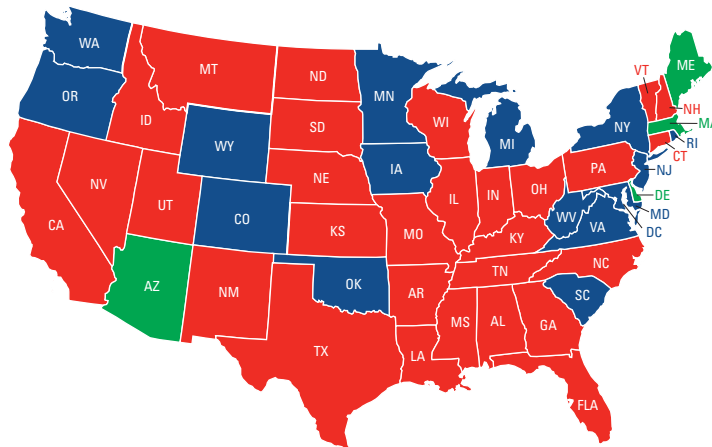 WA
MT
ND
MN
VT
ME
OR
ID
SD
WI
MI
NY
NH
MA
RI
CT
WY
IA
PA
NJ
NV
NE
OH
DE
UT
CO
IL
IN
WV
MD
CA
KS
MO
KY
VA
DC
AZ
NM
OK
TN
NC
AR
SC
TX
MS
AL
GA
LA
FLA